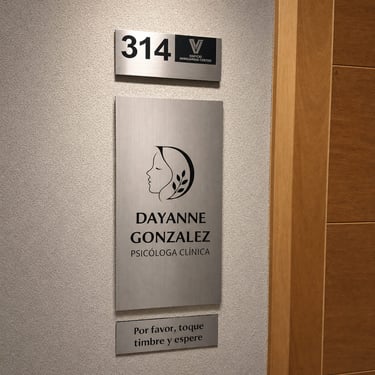 314
DAYANNE
GONZALEZ
PSICÓLOGA CLÍNICA
Por favor, toque
timbre y espere